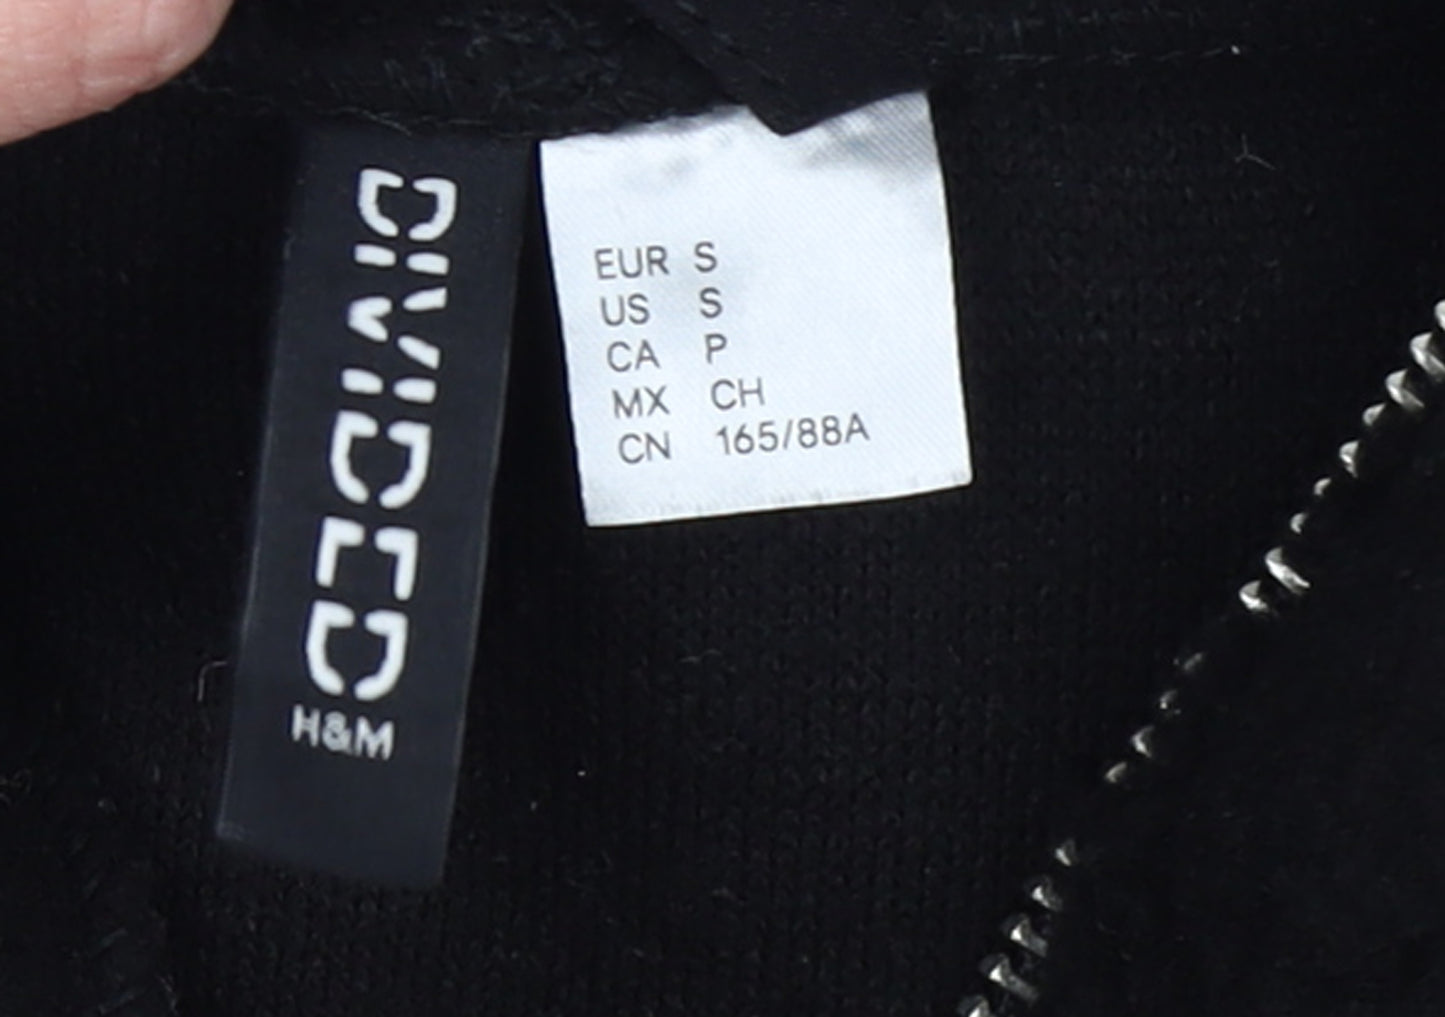 DIVIDED
H&M
EUR S
US S
CA P
MX CH
CN 165/88A